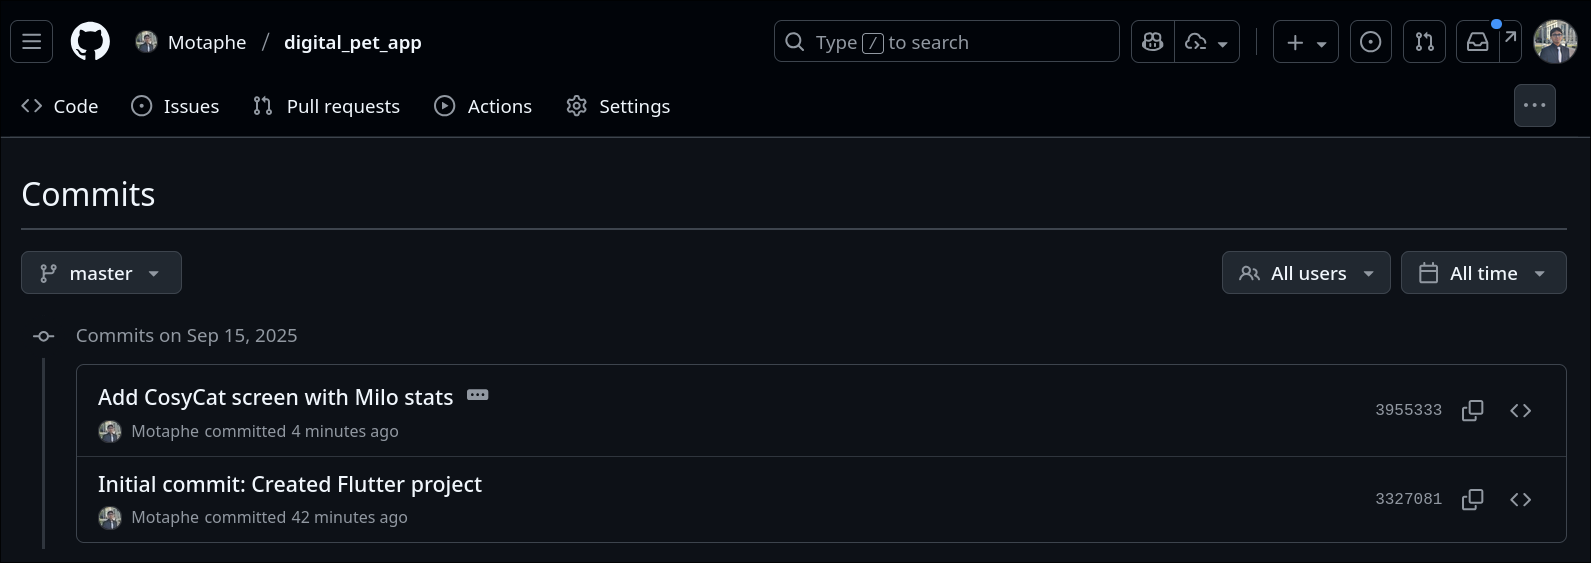 Motaphe / digital_pet_app Type / to search
Code Issues Pull requests Actions Settings
Commits
master All users All time
Commits on Sep 15, 2025
Add CosyCat screen with Milo stats
3955333
Motaphe committed 4 minutes ago
Initial commit: Created Flutter project
3327081
Motaphe committed 42 minutes ago